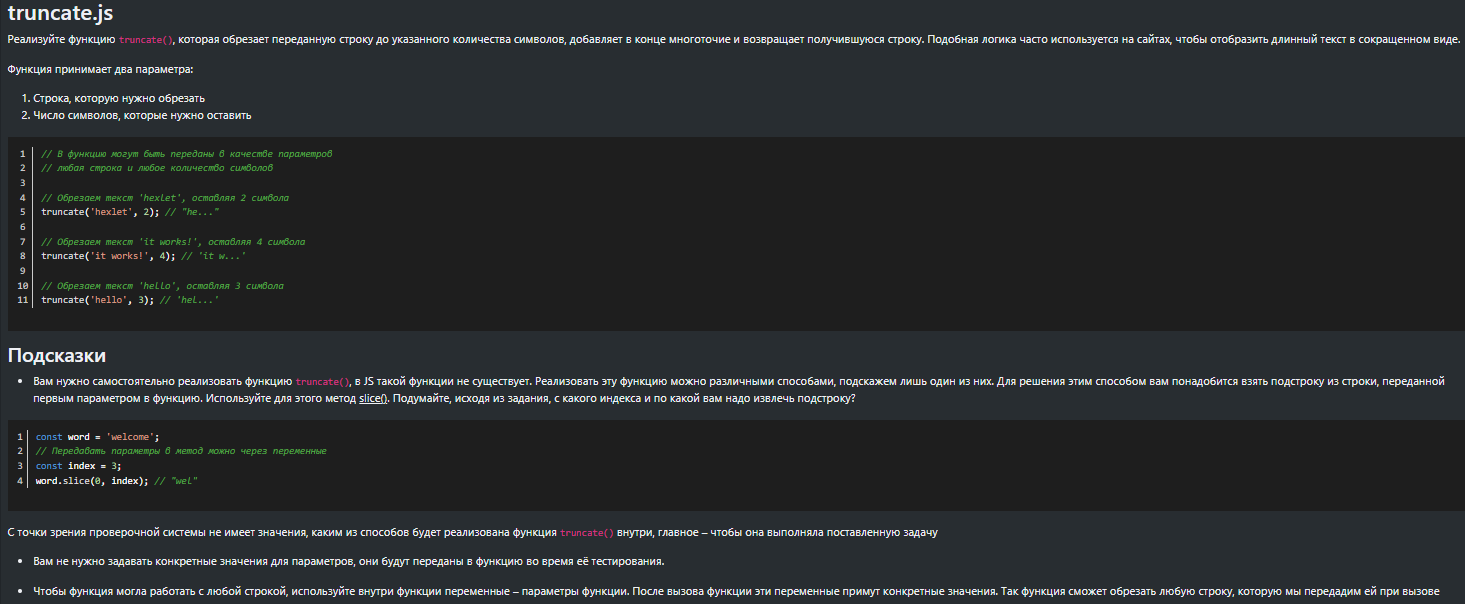 truncate.js
Реализуйте функцию truncate(), которая обрезает переданную строку до указанного количества символов, добавляет в конце многоточие и возвращает получившуюся строку. Подобная логика часто используется на сайтах, чтобы отобразить длинный текст в сокращенном виде.
Функция принимает два параметра:
1. Строка, которую нужно обрезать
2. Число символов, которые нужно оставить
1 // В функцию могут быть переданы в качестве параметров
2 // любая строка и любое количество символов
3
4 // Обрезаем текст 'hexlet', оставляя 2 символа
5 truncate('hexlet', 2); // "he..."
6
7 // Обрезаем текст 'it works!', оставляя 4 символа
8 truncate('it works!', 4); // 'it w...'
9
10 // Обрезаем текст 'hello', оставляя 3 символа
11 truncate('hello', 3); // 'hel...'
Подсказки
• Вам нужно самостоятельно реализовать функцию truncate(), в JS такой функции не существует. Реализовать эту функцию можно различными способами, подскажем лишь один из них. Для решения этим способом вам понадобится взять подстроку из строки, переданной
первым параметром в функцию. Используйте для этого метод slice(). Подумайте, исходя из задания, с какого индекса и по какой вам надо извлечь подстроку?
1 const word = 'welcome';
2 // Передавать параметры в метод можно через переменные
3 const index = 3;
4 word.slice(0, index); // "wel"
С точки зрения проверочной системы не имеет значения, каким из способов будет реализована функция truncate() внутри, главное – чтобы она выполняла поставленную задачу
• Вам не нужно задавать конкретные значения для параметров, они будут переданы в функцию во время её тестирования.
• Чтобы функция могла работать с любой строкой, используйте внутри функции переменные – параметры функции. После вызова функции эти переменные примут конкретные значения. Так функция сможет обрезать любую строку, которую мы передадим ей при вызове